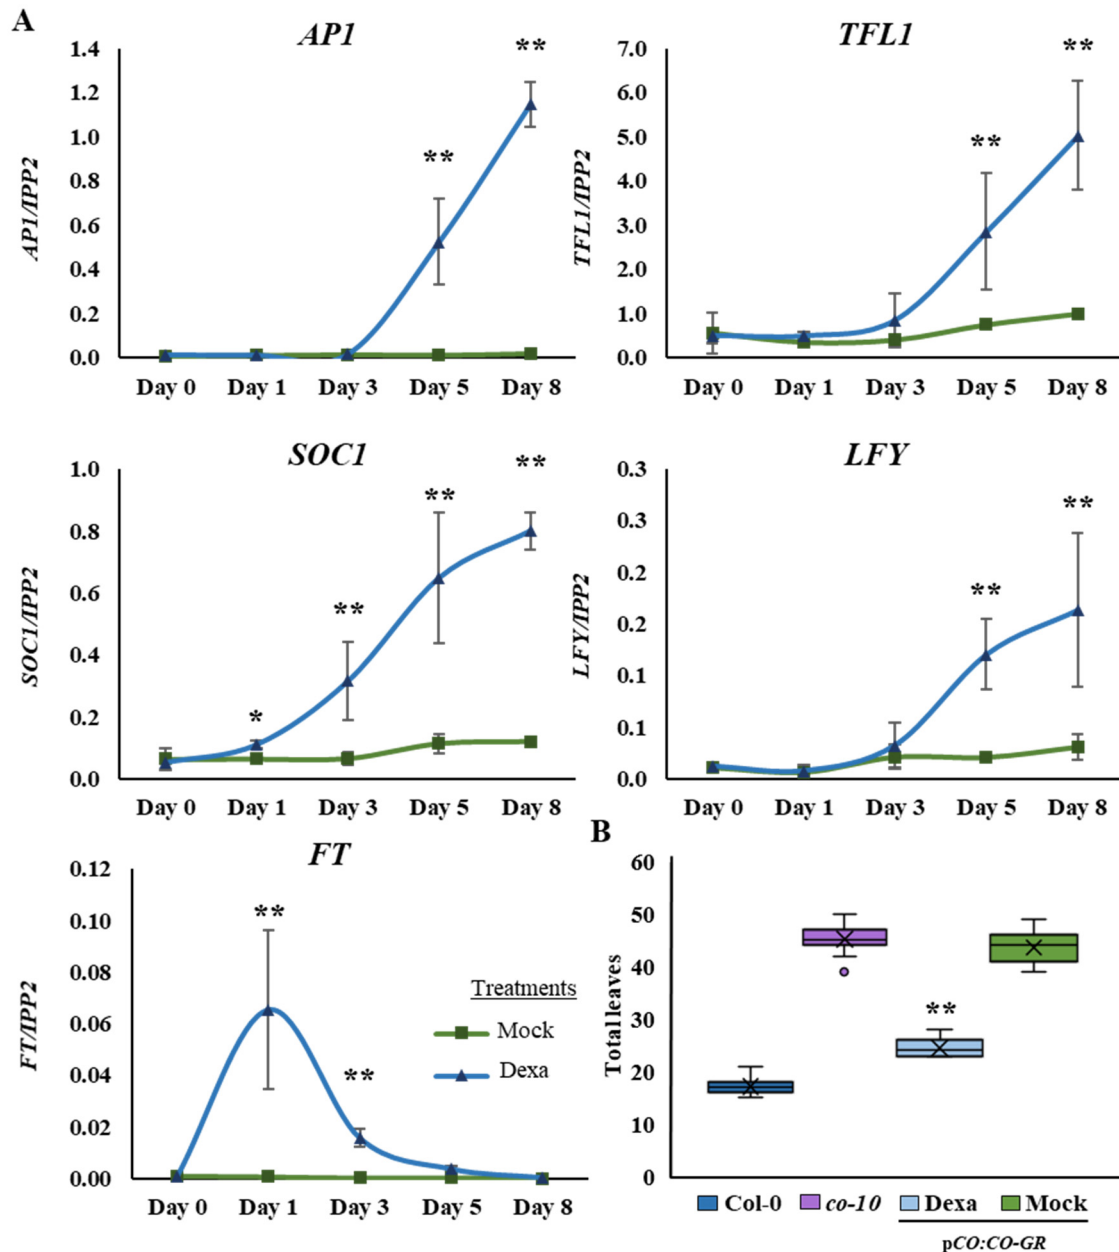 A
AP1
AP1/IPP2
1.4
1.2
1.0
0.8
0.6
0.4
0.2
0.0
**
**
Day 0 Day 1 Day 3 Day 5 Day 8
TFL1
TFL1/IPP2
7.0
6.0
5.0
4.0
3.0
2.0
1.0
0.0
**
**
Day 0 Day 1 Day 3 Day 5 Day 8
SOC1
SOC1/IPP2
1.0
0.8
0.6
0.4
0.2
0.0
*
**
**
**
Day 0 Day 1 Day 3 Day 5 Day 8
LFY
LFY/IPP2
0.3
0.3
0.2
0.2
0.1
0.1
0.0
**
**
Day 0 Day 1 Day 3 Day 5 Day 8
FT
FT/IPP2
0.12
0.10
0.08
0.06
0.04
0.02
0.00
**
**
Treatments
Mock
Dexa
Day 0 Day 1 Day 3 Day 5 Day 8
B
Total leaves
60
50
40
30
20
10
0
**
Col-0 co-10 Dexa Mock
pCO:CO-GR